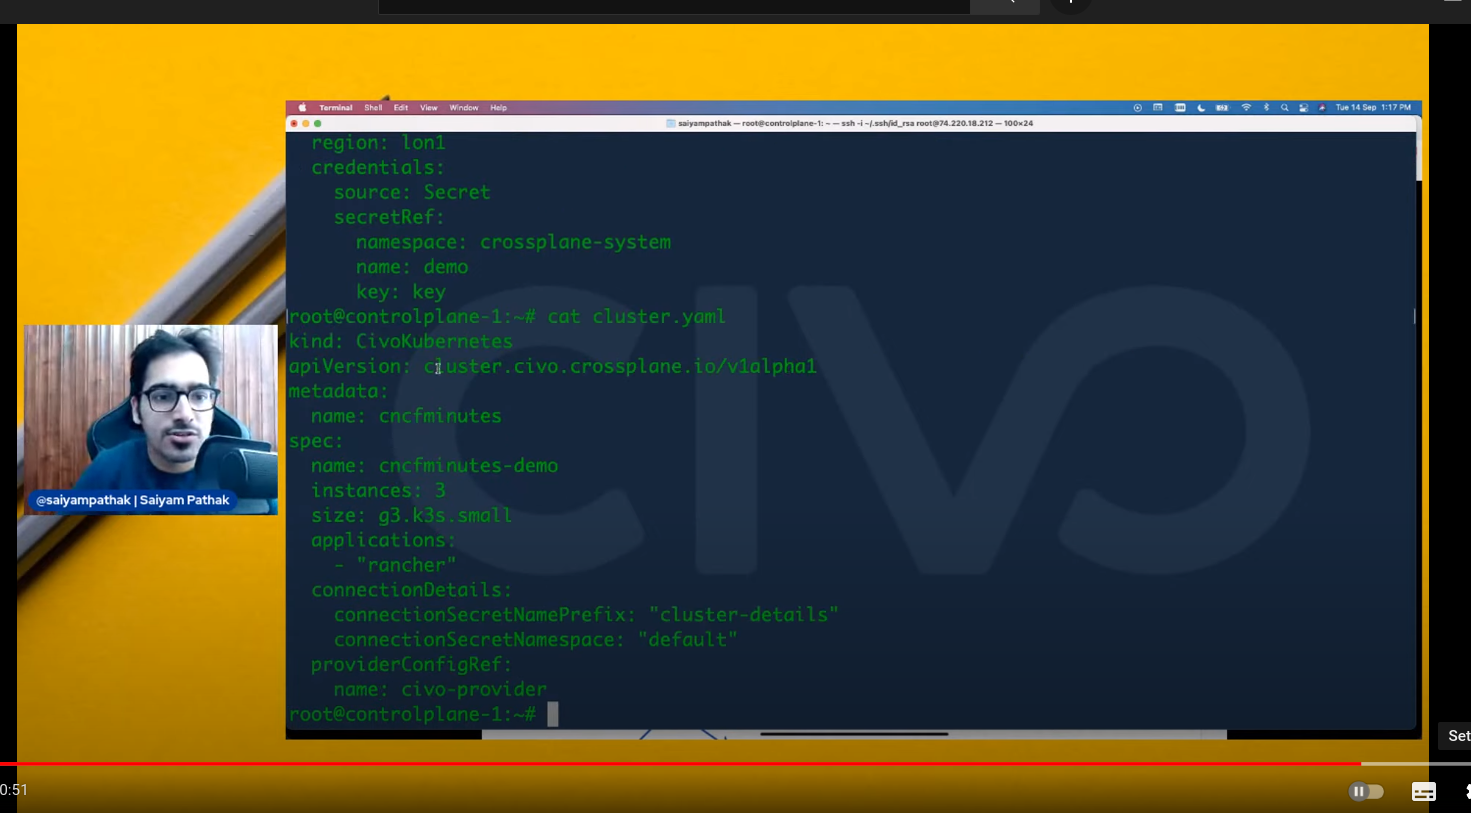 Terminal Shell Edit View Window Help
Tue 14 Sep 1:17 PM
saiyampathak — root@controlplane-1: ~ — ssh -i ~/.ssh/id_rsa root@74.220.18.212 — 100×24
region: lon1
credentials:
source: Secret
secretRef:
namespace: crossplane-system
name: demo
key: key
root@controlplane-1:~# cat cluster.yaml
kind: CivoKubernetes
apiVersion: cluster.civo.crossplane.io/v1alpha1
metadata:
name: cncfminutes
spec:
name: cncfminutes-demo
instances: 3
size: g3.k3s.small
applications:
- "rancher"
connectionDetails:
connectionSecretNamePrefix: "cluster-details"
connectionSecretNamespace: "default"
providerConfigRef:
name: civo-provider
root@controlplane-1:~#
CIVO
@saiyampathak | Saiyam Pathak
Set
0:51